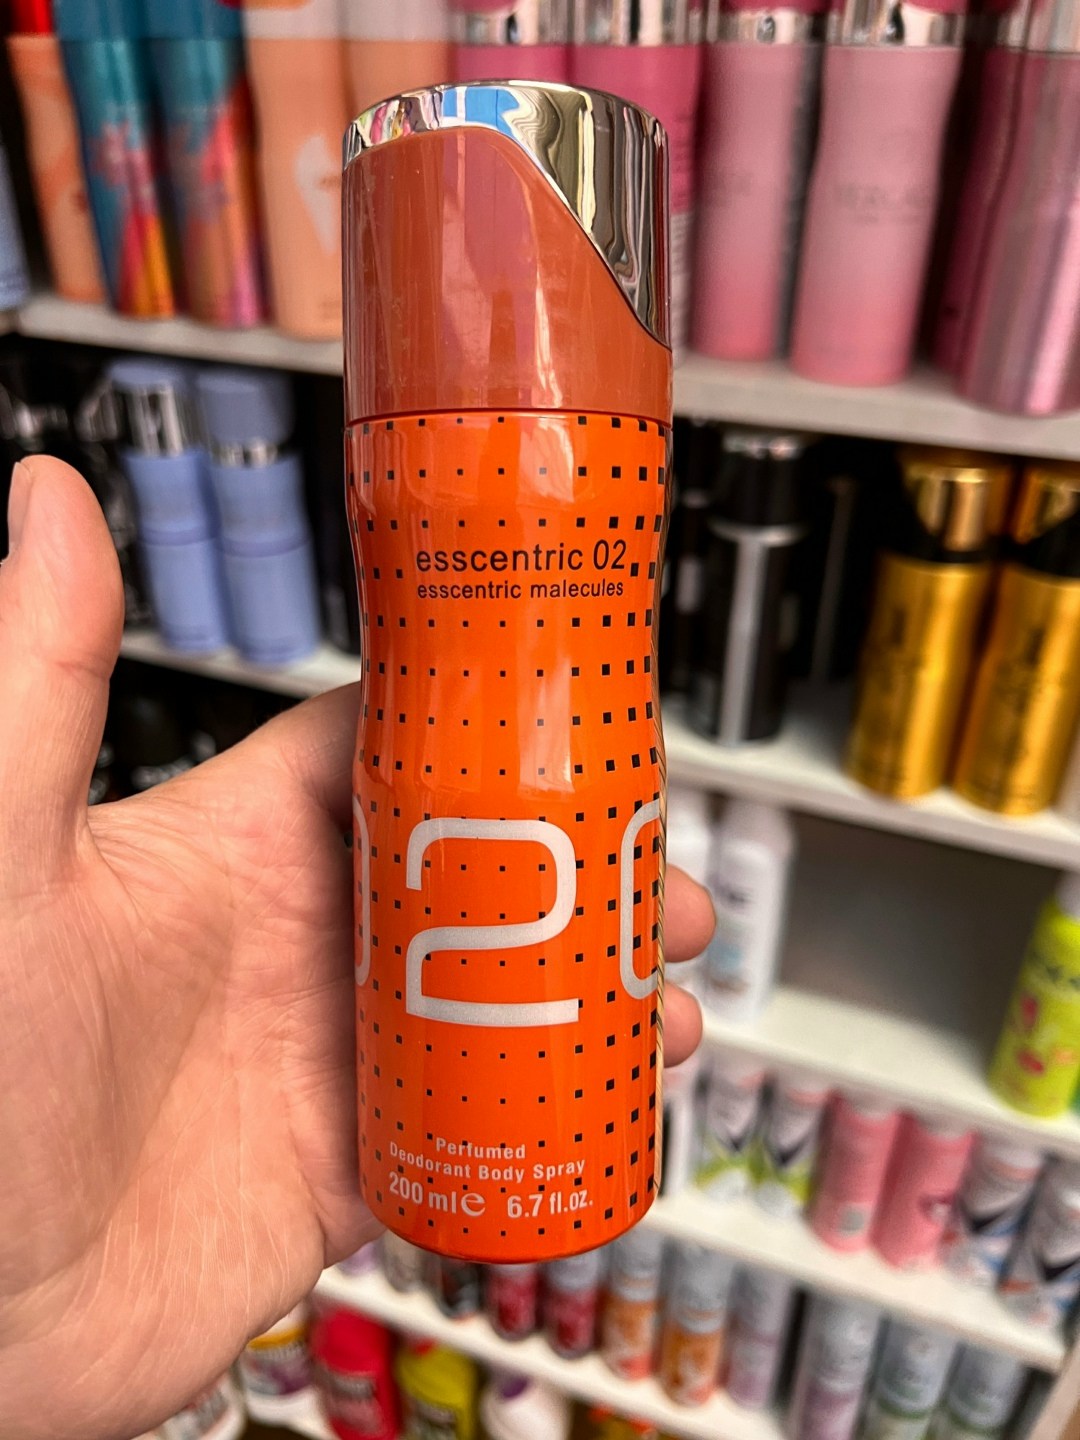 esscentric 02
esscentric malecules
020
Perfumed
Deodorant Body Spray
200 ml e 6.7 fl.oz.